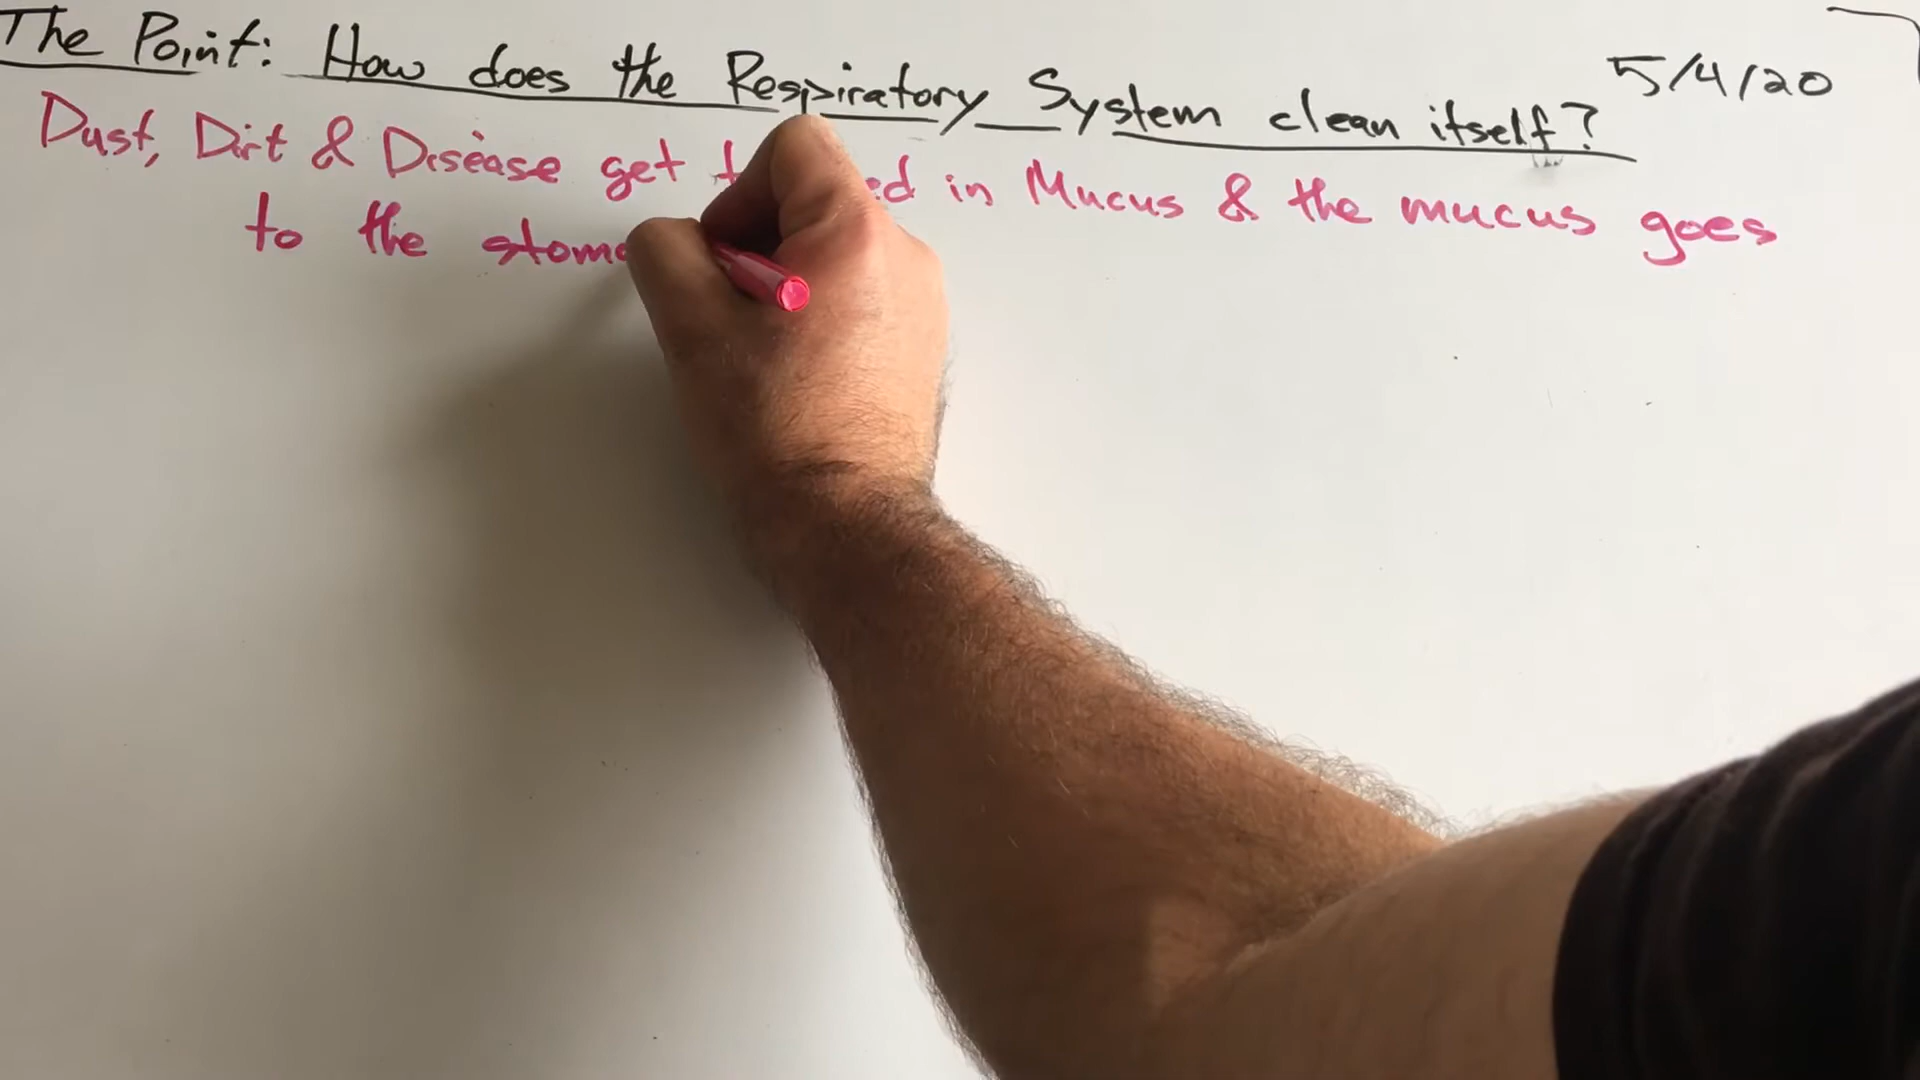 The Point: How does the Respiratory System clean itself? 5/4/20
Dust, Dirt & Disease get in Mucus & the mucus goes
to the